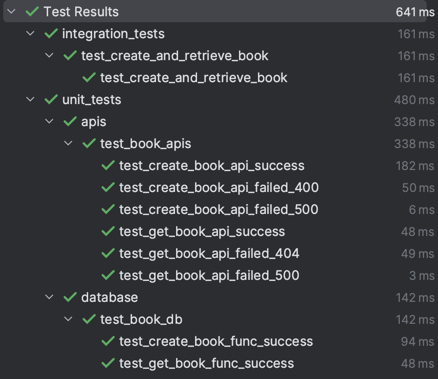 Test Results 641 ms
integration_tests 161 ms
test_create_and_retrieve_book 161 ms
test_create_and_retrieve_book 161 ms
unit_tests 480 ms
apis 338 ms
test_book_apis 338 ms
test_create_book_api_success 182 ms
test_create_book_api_failed_400 50 ms
test_create_book_api_failed_500 6 ms
test_get_book_api_success 48 ms
test_get_book_api_failed_404 49 ms
test_get_book_api_failed_500 3 ms
database 142 ms
test_book_db 142 ms
test_create_book_func_success 94 ms
test_get_book_func_success 48 ms